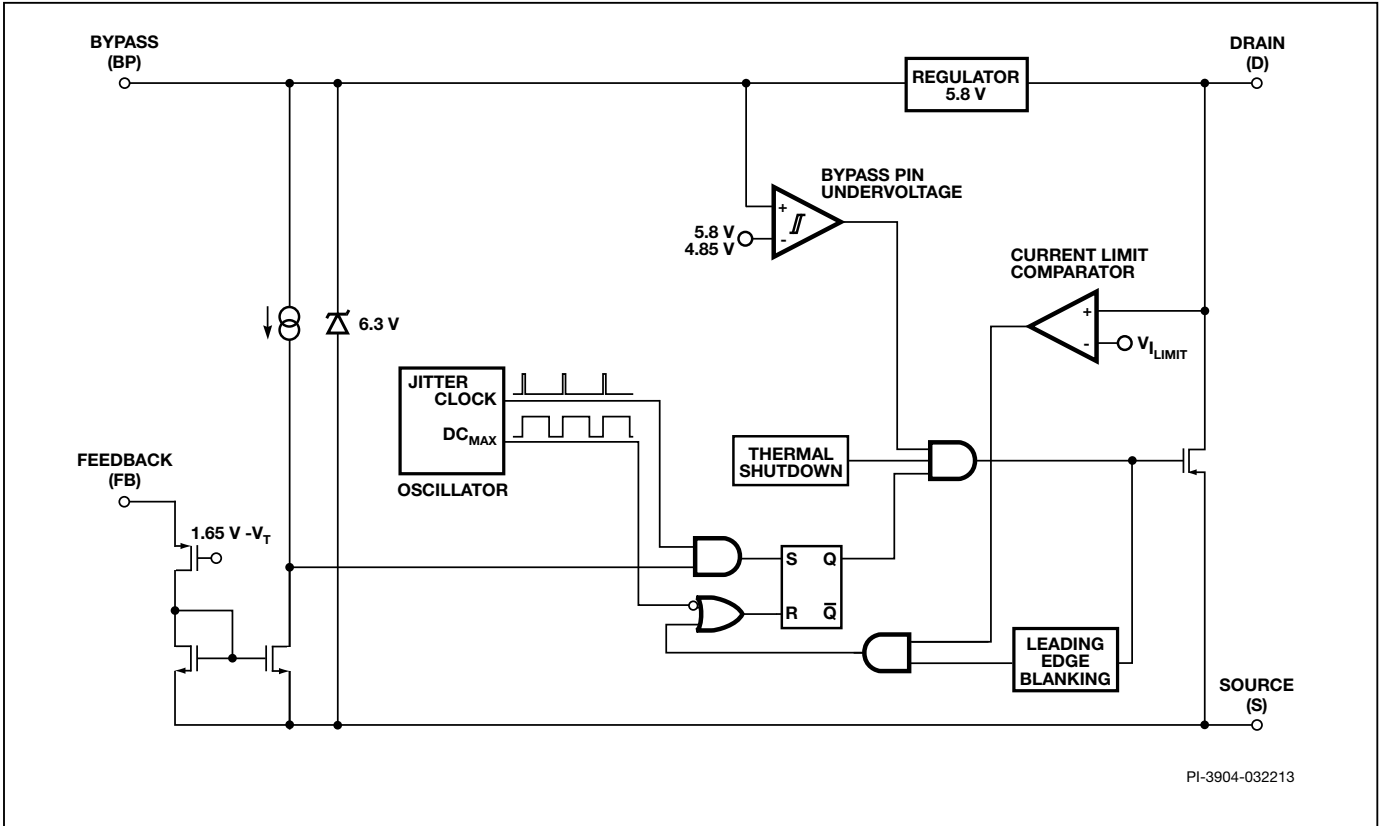 BYPASS
(BP)
DRAIN
(D)
REGULATOR
5.8 V
BYPASS PIN
UNDERVOLTAGE
+
-
5.8 V
4.85 V
CURRENT LIMIT
COMPARATOR
+
-
VILIMIT
6.3 V
JITTER
CLOCK
DCMAX
OSCILLATOR
THERMAL
SHUTDOWN
FEEDBACK
(FB)
1.65 V -VT
S Q
R Q̅
LEADING
EDGE
BLANKING
SOURCE
(S)
PI-3904-032213